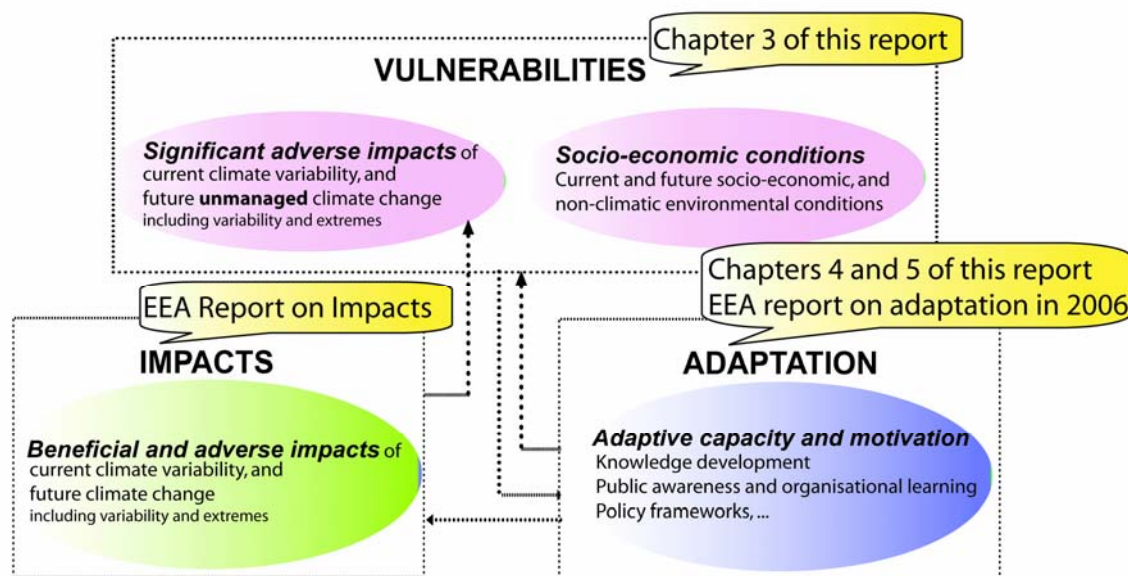 Chapter 3 of this report
VULNERABILITIES
Significant adverse impacts of
current climate variability, and
future unmanaged climate change
including variability and extremes
Socio-economic conditions
Current and future socio-economic, and
non-climatic environmental conditions
EEA Report on Impacts
IMPACTS
Beneficial and adverse impacts of
current climate variability, and
future climate change
including variability and extremes
Chapters 4 and 5 of this report
EEA report on adaptation in 2006
ADAPTATION
Adaptive capacity and motivation
Knowledge development
Public awareness and organisational learning
Policy frameworks, ...